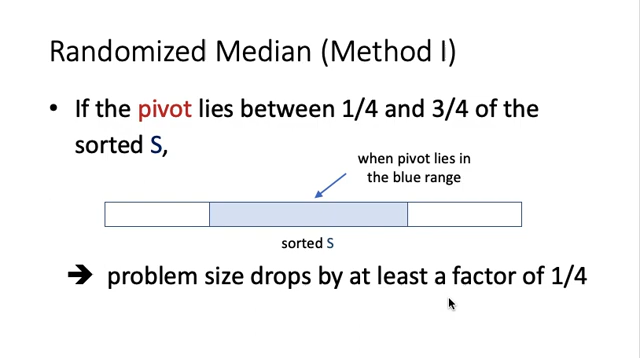 Randomized Median (Method I)
• If the pivot lies between 1/4 and 3/4 of the
sorted S,
when pivot lies in
the blue range
sorted S
➔ problem size drops by at least a factor of 1/4